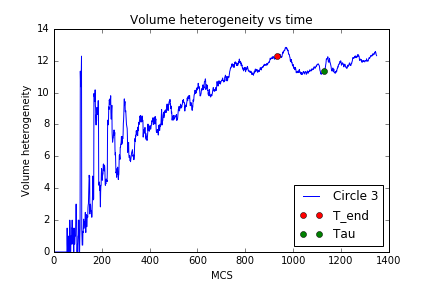 Volume heterogeneity vs time
14
12
10
8
6
4
2
0
Volume heterogeneity
Circle 3
T_end
Tau
0 200 400 600 800 1000 1200 1400
MCS